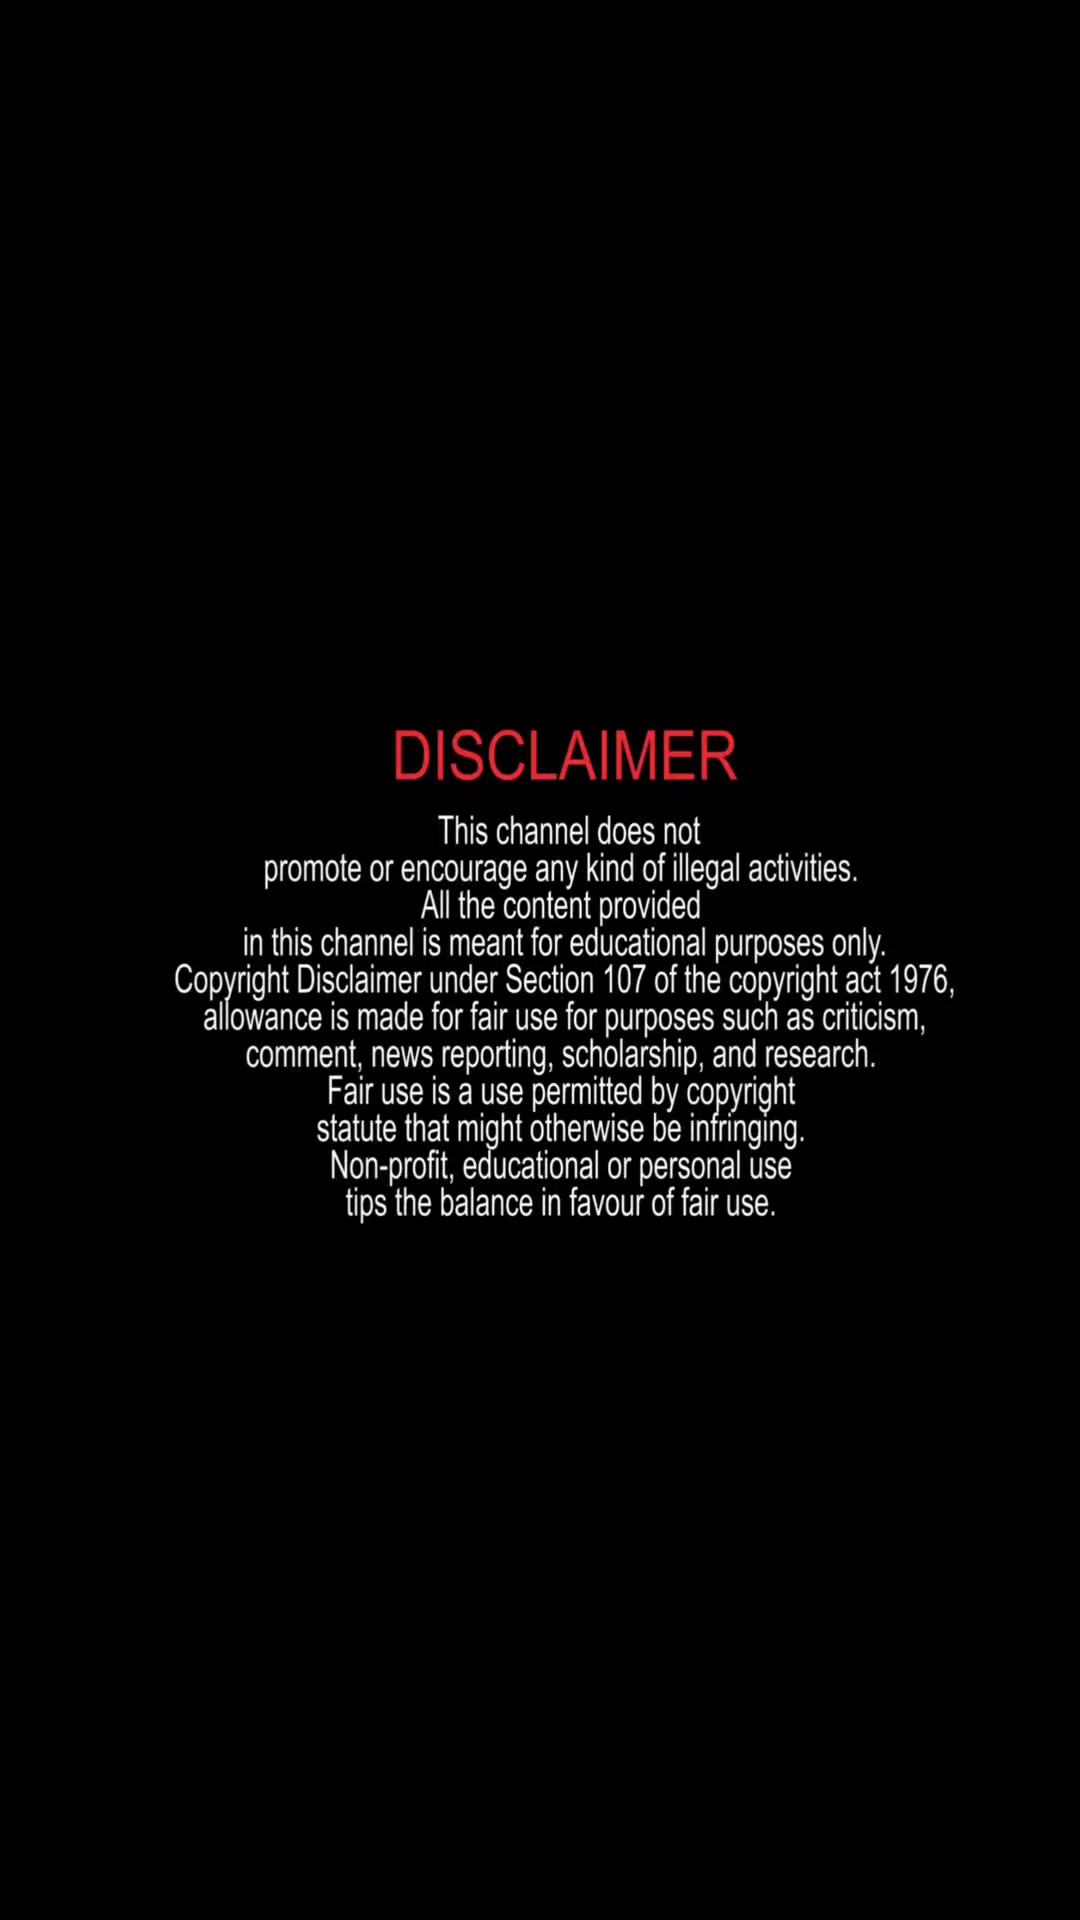 DISCLAIMER
This channel does not
promote or encourage any kind of illegal activities.
All the content provided
in this channel is meant for educational purposes only.
Copyright Disclaimer under Section 107 of the copyright act 1976,
allowance is made for fair use for purposes such as criticism,
comment, news reporting, scholarship, and research.
Fair use is a use permitted by copyright
statute that might otherwise be infringing.
Non-profit, educational or personal use
tips the balance in favour of fair use.